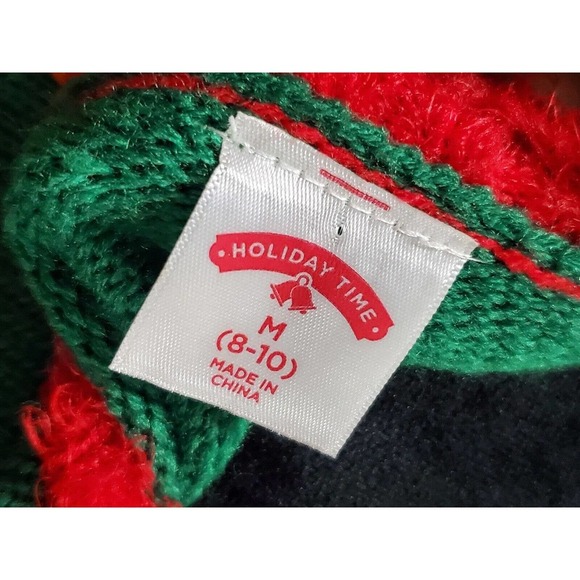 • HOLIDAY TIME •
M
(8-10)
MADE IN
CHINA